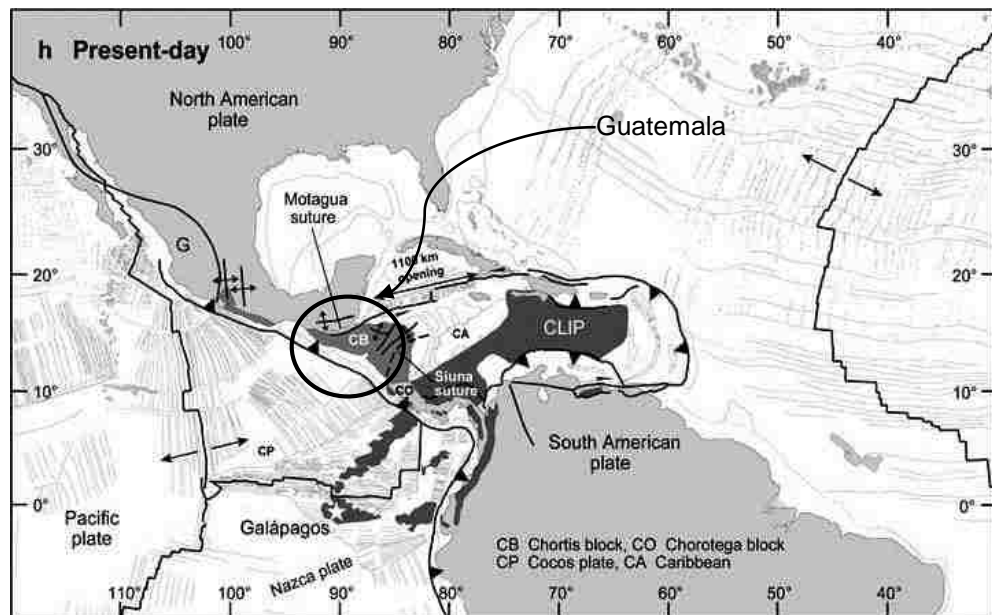 h Present-day
100° 90° 80° 70° 60° 50° 40°
North American
plate
Guatemala
30° 30°
Motagua
suture
G
1100 km
opening
20° 20°
CB
CA
CLIP
Siuna
suture
CO
10° 10°
CP
South American
plate
0° 0°
Pacific
plate
Galápagos
CB Chortis block, CO Chorotega block
CP Cocos plate, CA Caribbean
Nazca plate
110° 100° 90° 80° 70° 60° 50° 40°